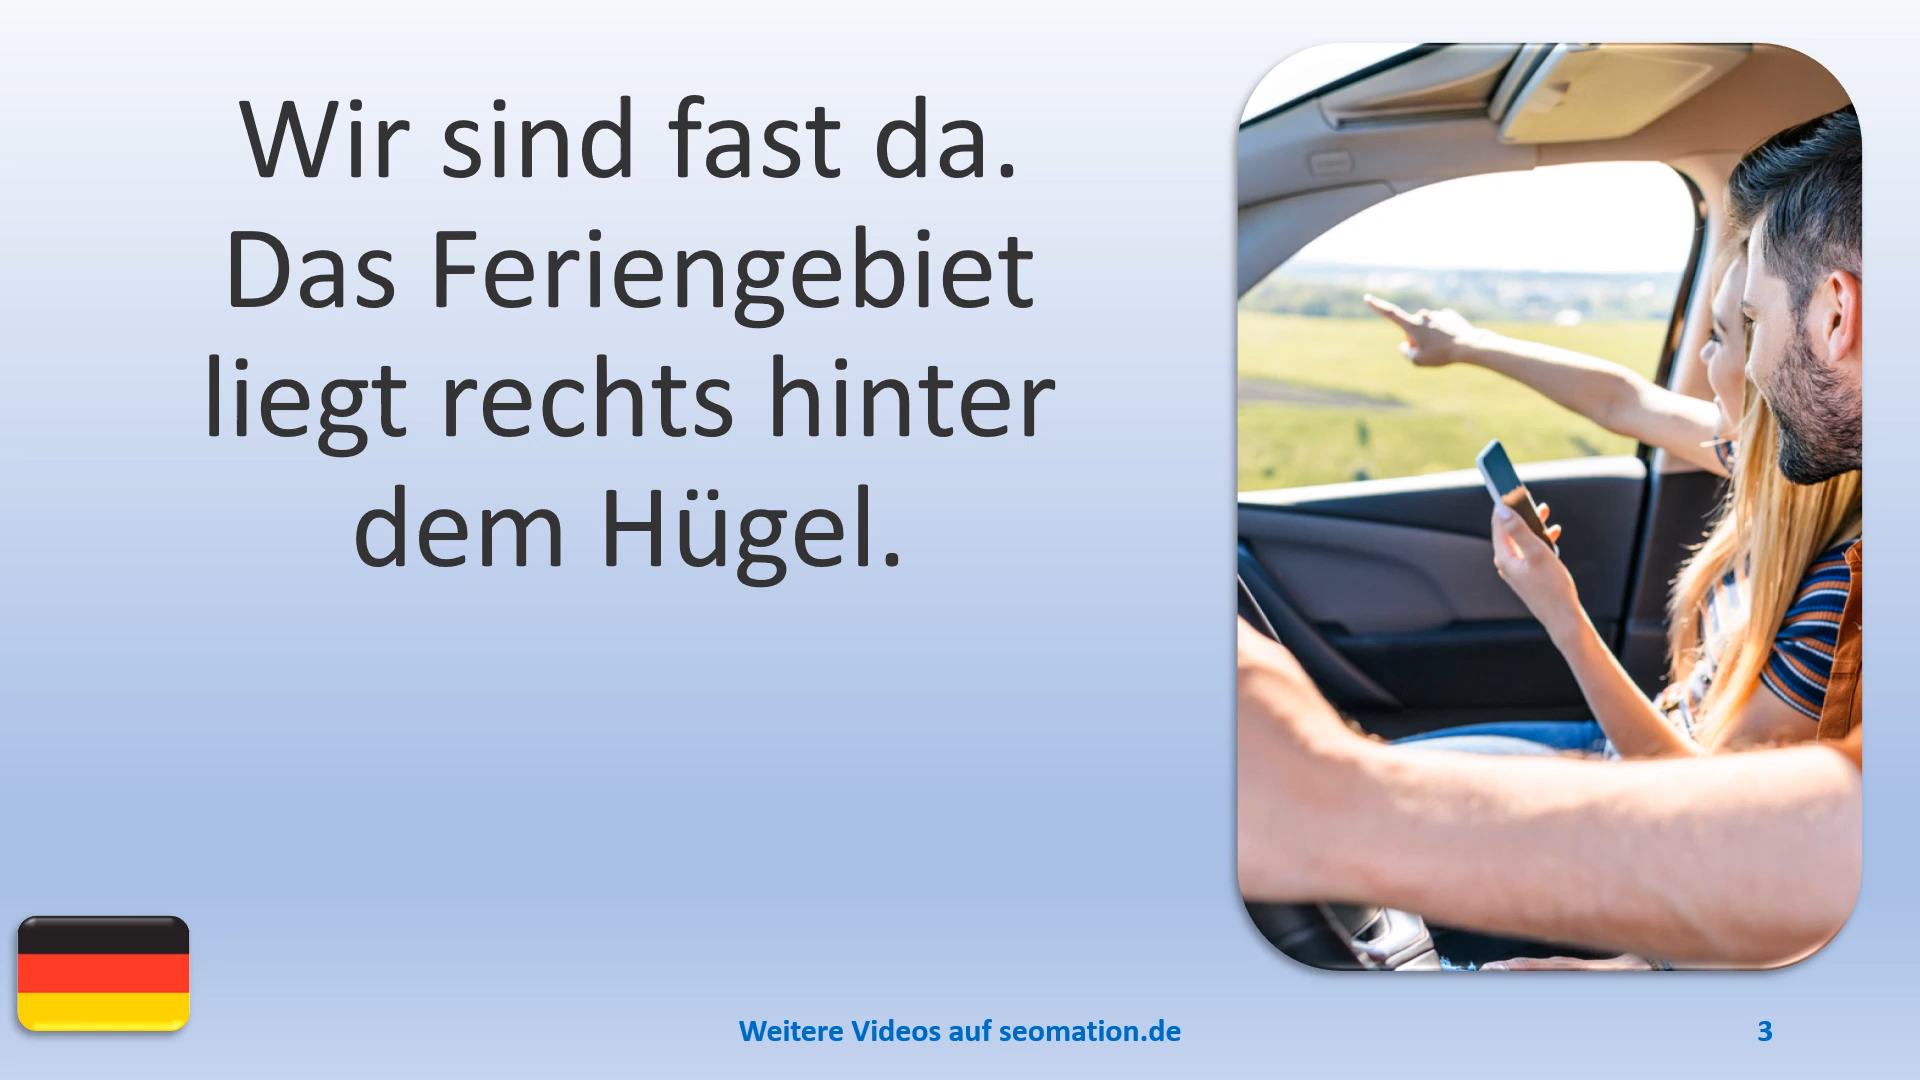 Wir sind fast da.
Das Feriengebiet
liegt rechts hinter
dem Hügel.
Weitere Videos auf seomation.de
3